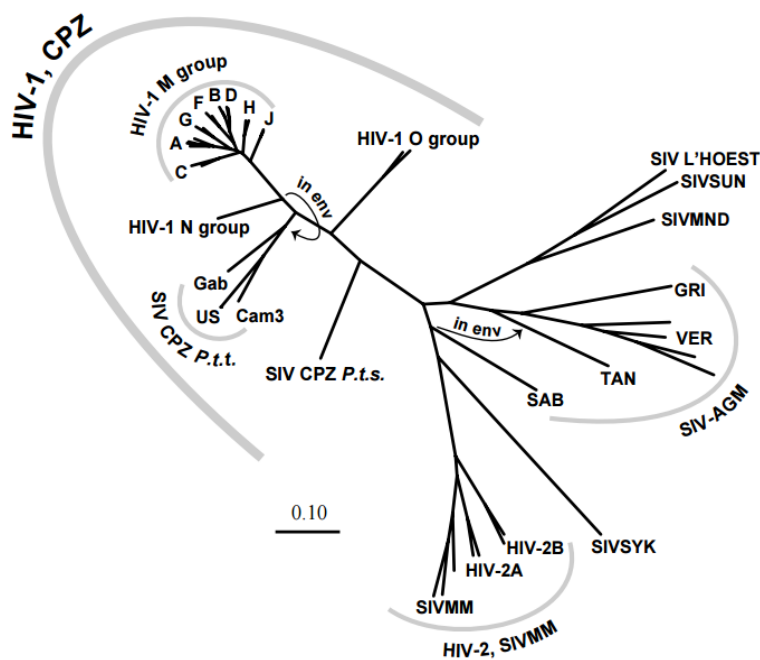 HIV-1, CPZ
HIV-1 M group
F B D
G H J
A
C
HIV-1 O group
in env
HIV-1 N group
Gab
US
Cam3
SIV CPZ P.t.t.
SIV CPZ P.t.s.
SIV L'HOEST
SIVSUN
SIVMND
GRI
in env
VER
TAN
SAB
SIV-AGM
0.10
SIVSYK
HIV-2B
HIV-2A
SIVMM
HIV-2, SIVMM